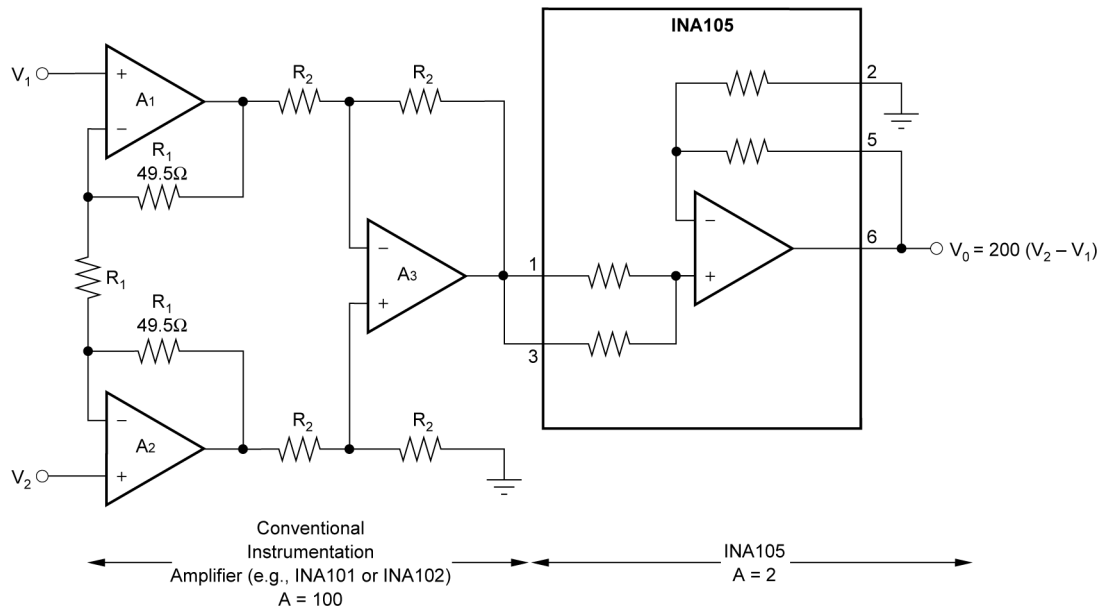 INA105
V1
+
A1
−
R2
R2
2
5
R1
49.5Ω
R1
R1
49.5Ω
−
A3
+
1
3
−
+
6
V0 = 200 (V2 – V1)
−
A2
+
V2
R2
R2
Conventional
Instrumentation
Amplifier (e.g., INA101 or INA102)
A = 100
INA105
A = 2